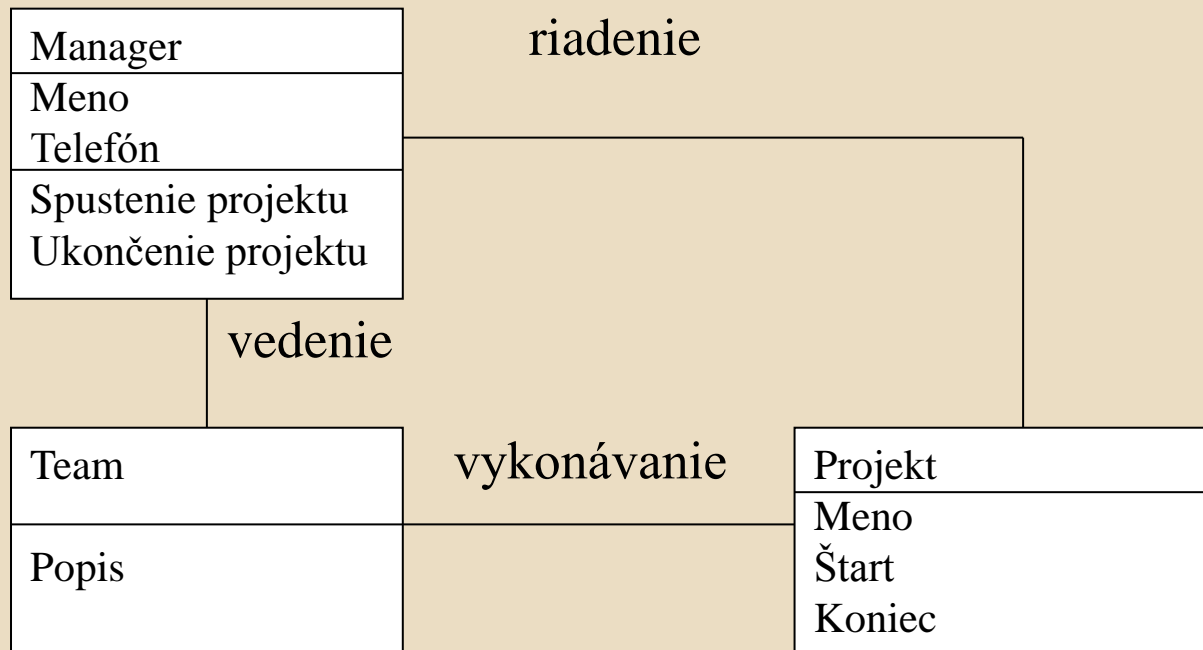 Manager
riadenie
Meno
Telefón
Spustenie projektu
Ukončenie projektu
vedenie
Team
vykonávanie
Projekt
Popis
Meno
Štart
Koniec